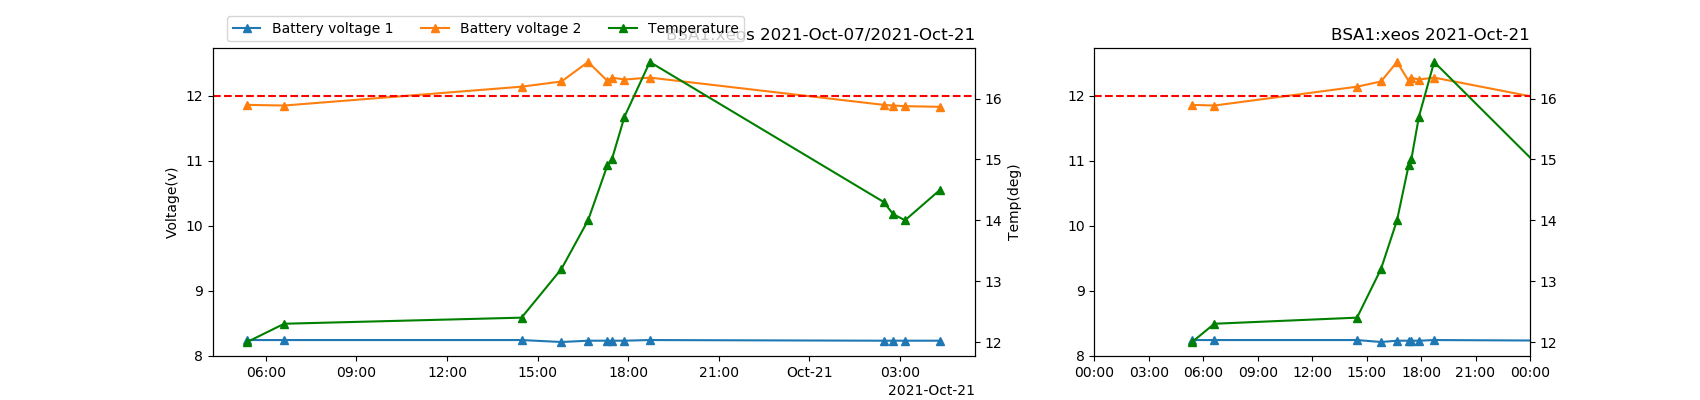 Battery voltage 1 Battery voltage 2 Temperature
BSA1:xeos 2021-Oct-07/2021-Oct-21
BSA1:xeos 2021-Oct-21
12
11
10
9
8
Voltage(v)
16
15
14
13
12
Temp(deg)
06:00 09:00 12:00 15:00 18:00 21:00 Oct-21 03:00
2021-Oct-21
12
11
10
9
8
16
15
14
13
12
00:00 03:00 06:00 09:00 12:00 15:00 18:00 21:00 00:00